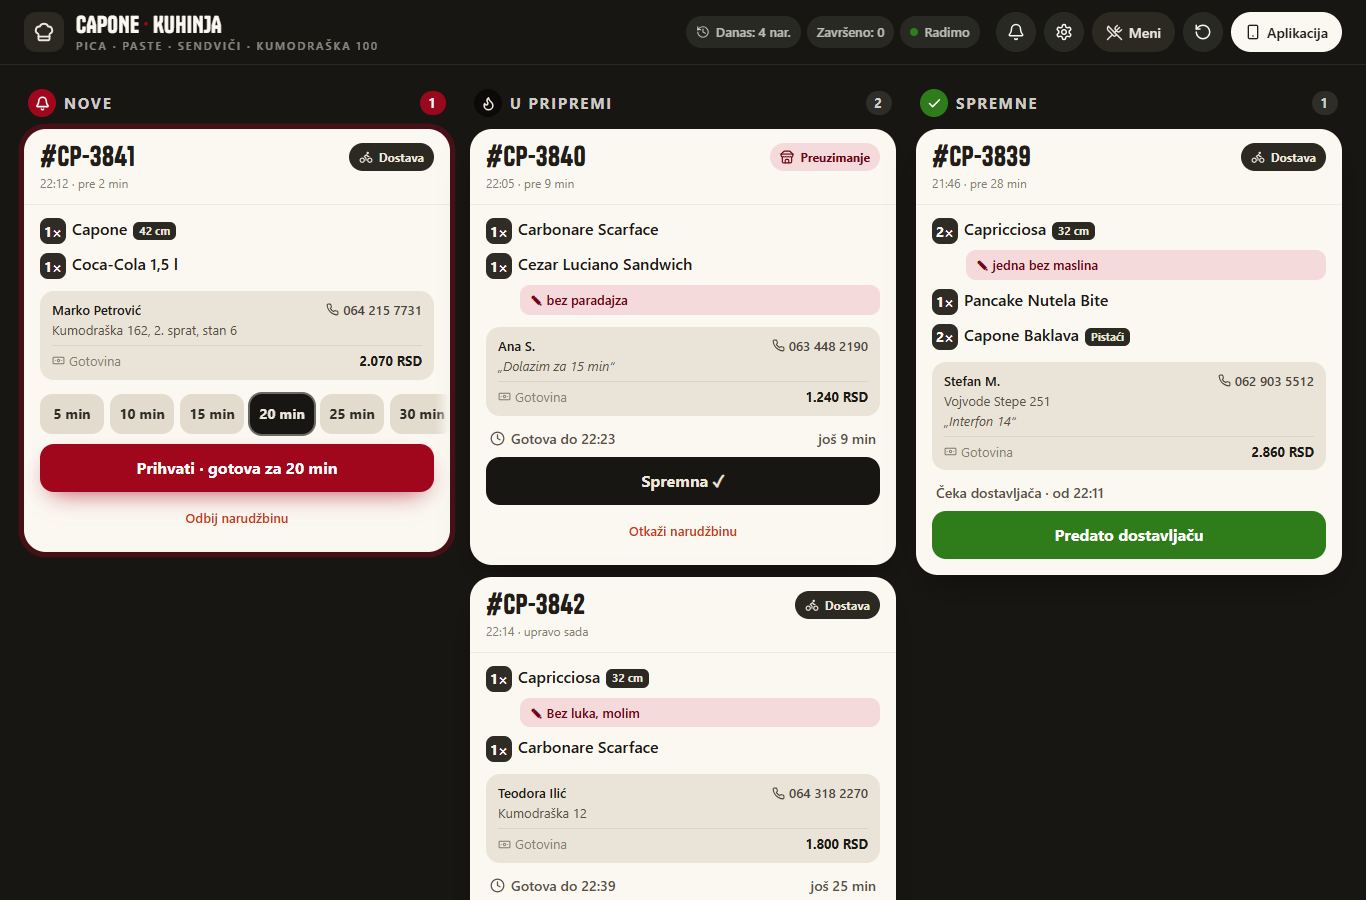 CAPONE · KUHINJA
PICA · PASTE · SENDVIČI · KUMODRAŠKA 100
Danas: 4 nar.
Završeno: 0
Radimo
Meni
Aplikacija
NOVE
1
#CP-3841
Dostava
22:12 · pre 2 min
1× Capone 42 cm
1× Coca-Cola 1,5 l
Marko Petrović
064 215 7731
Kumodraška 162, 2. sprat, stan 6
Gotovina
2.070 RSD
5 min
10 min
15 min
20 min
25 min
30 min
Prihvati · gotova za 20 min
Odbij narudžbinu
U PRIPREMI
2
#CP-3840
Preuzimanje
22:05 · pre 9 min
1× Carbonare Scarface
1× Cezar Luciano Sandwich
bez paradajza
Ana S.
063 448 2190
„Dolazim za 15 min“
Gotovina
1.240 RSD
Gotova do 22:23
još 9 min
Spremna ✓
Otkaži narudžbinu
#CP-3842
Dostava
22:14 · upravo sada
1× Capricciosa 32 cm
Bez luka, molim
1× Carbonare Scarface
Teodora Ilić
064 318 2270
Kumodraška 12
Gotovina
1.800 RSD
Gotova do 22:39
još 25 min
SPREMNE
1
#CP-3839
Dostava
21:46 · pre 28 min
2× Capricciosa 32 cm
jedna bez maslina
1× Pancake Nutela Bite
2× Capone Baklava Pistaći
Stefan M.
062 903 5512
Vojvode Stepe 251
„Interfon 14“
Gotovina
2.860 RSD
Čeka dostavljača · od 22:11
Predato dostavljaču